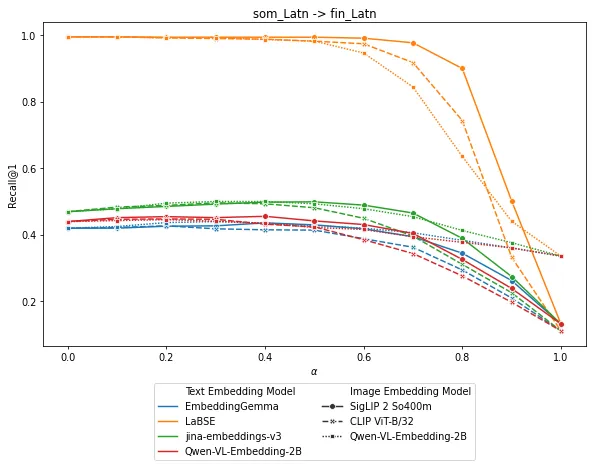 som_Latn -> fin_Latn
Recall@1
1.0
0.8
0.6
0.4
0.2
0.0 0.2 0.4 0.6 0.8 1.0
α
Text Embedding Model Image Embedding Model
EmbeddingGemma SigLIP 2 So400m
LaBSE CLIP ViT-B/32
jina-embeddings-v3 Qwen-VL-Embedding-2B
Qwen-VL-Embedding-2B